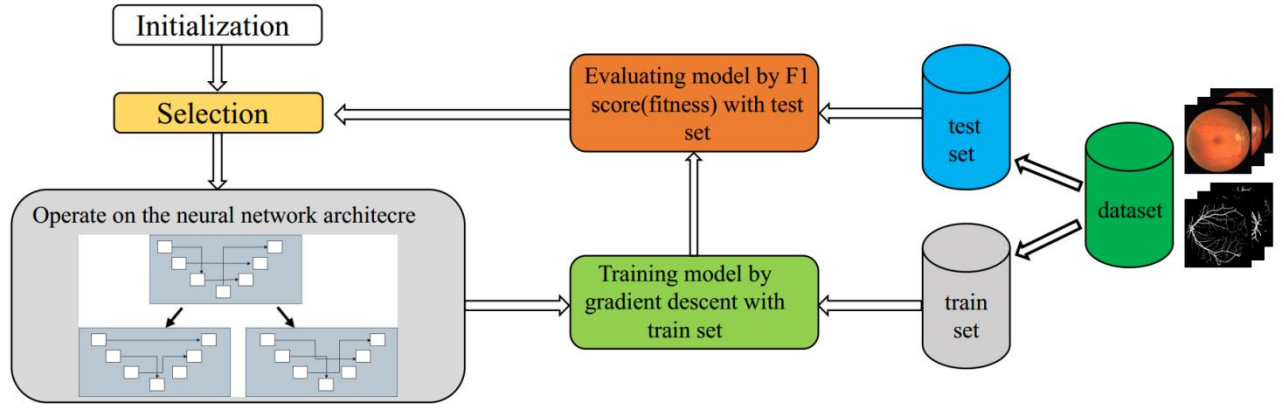 Initialization
Selection
Operate on the neural network architecre
Evaluating model by F1
score(fitness) with test
set
Training model by
gradient descent with
train set
test
set
train
set
dataset